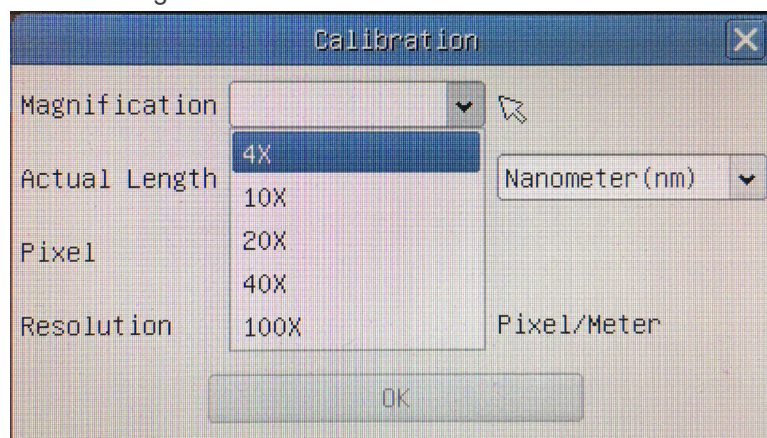 Calibration
Magnification
4X
Actual Length
Nanometer(nm)
10X
Pixel
20X
40X
Resolution
100X
Pixel/Meter
OK